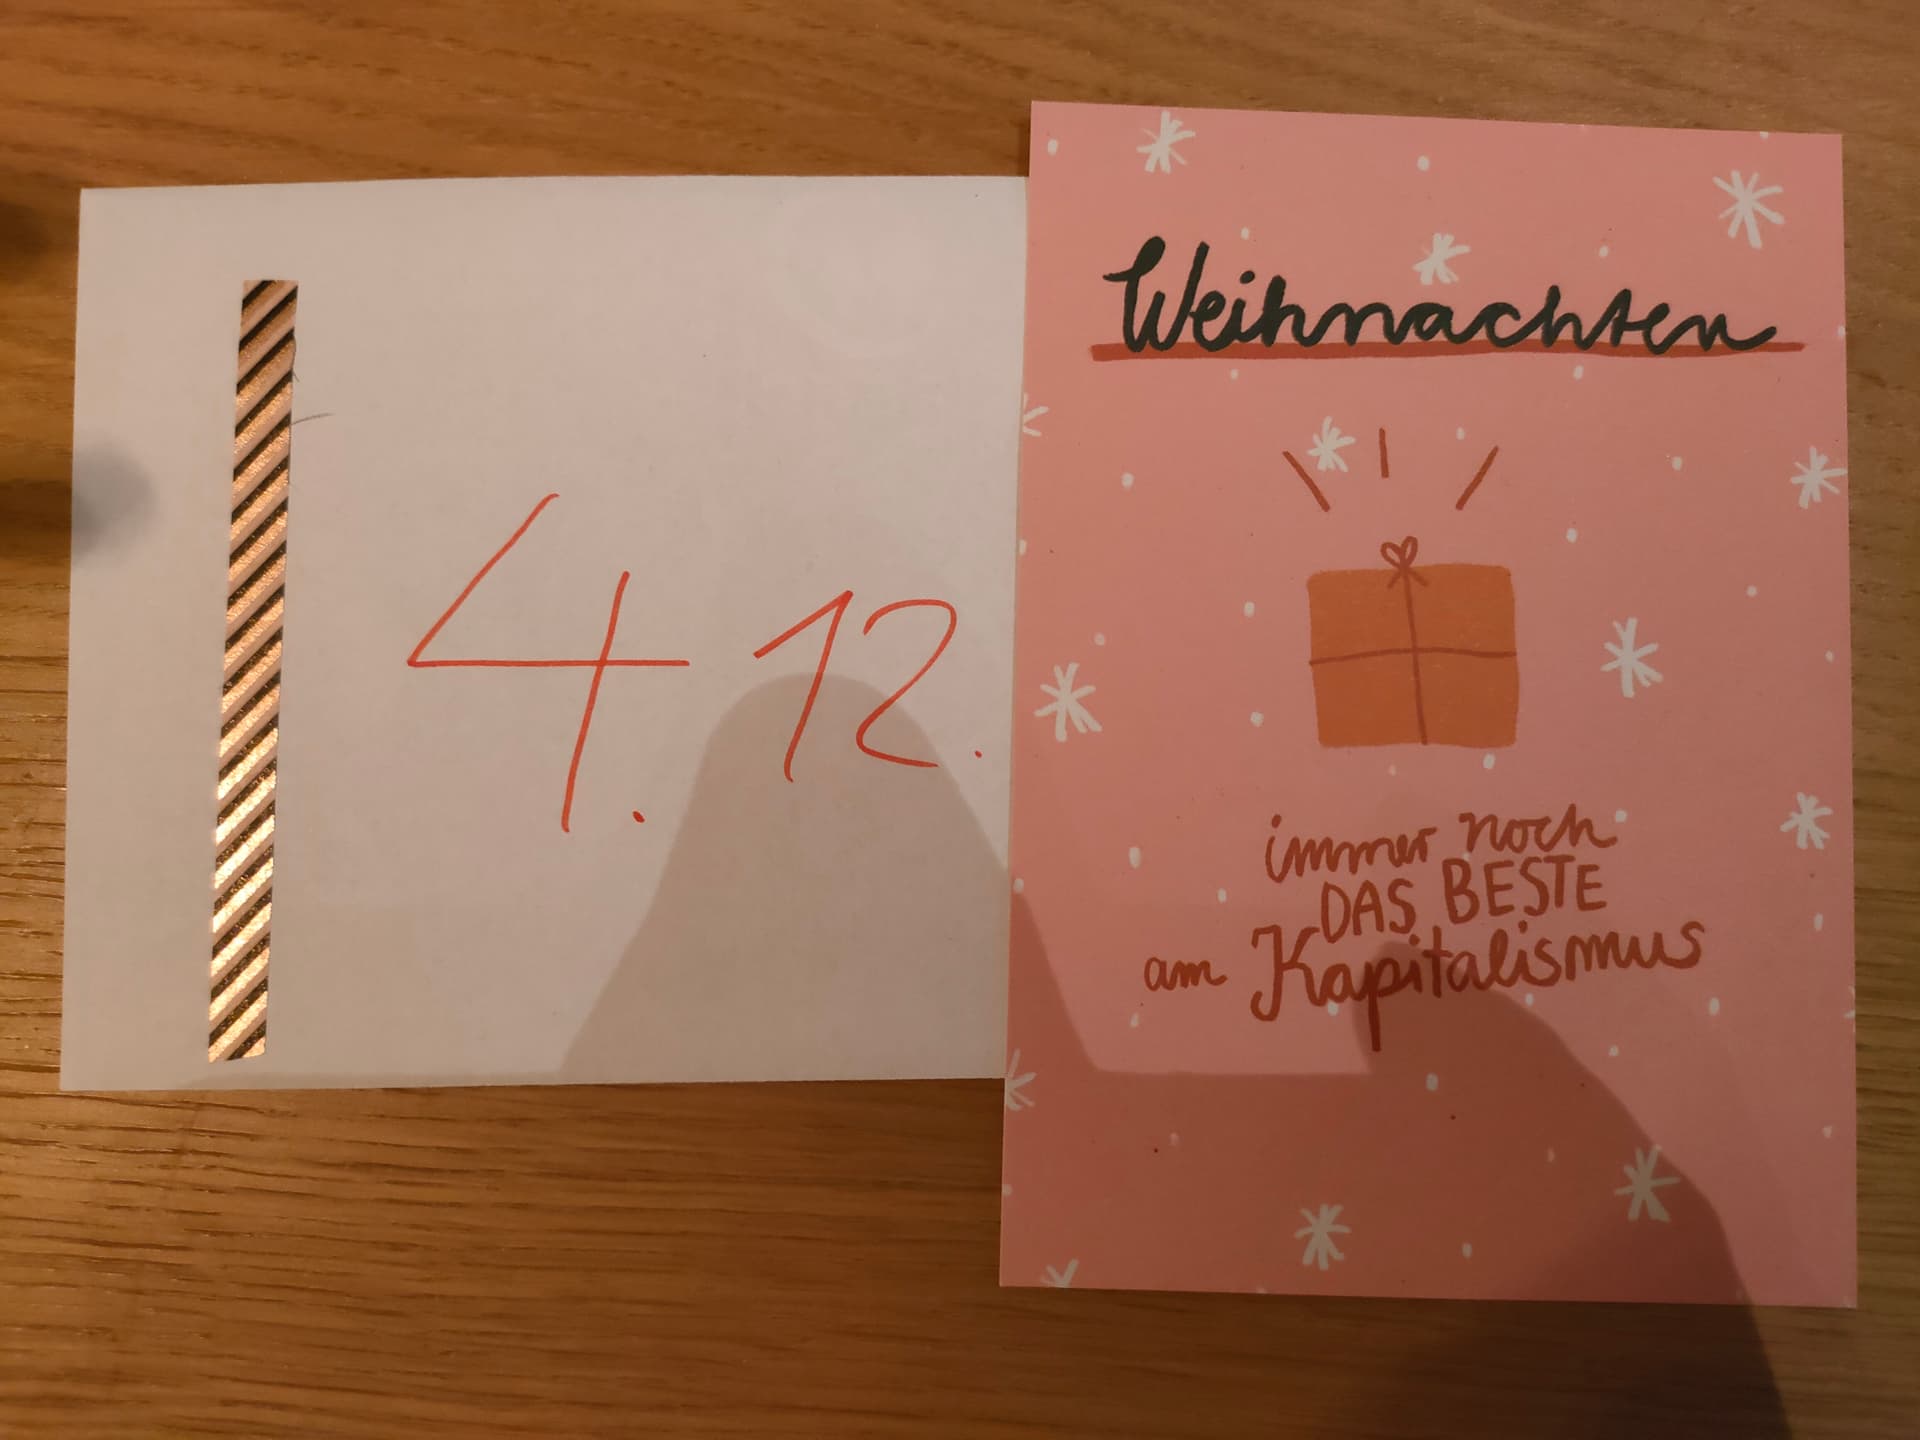 4. 12.
Weihnachten
immer noch
DAS BESTE
am Kapitalismus